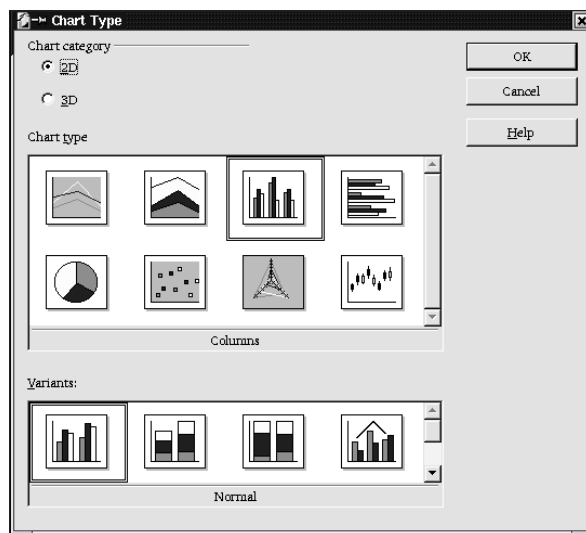 Chart Type
Chart category
2D
3D
OK
Cancel
Help
Chart type
Columns
Variants:
Normal